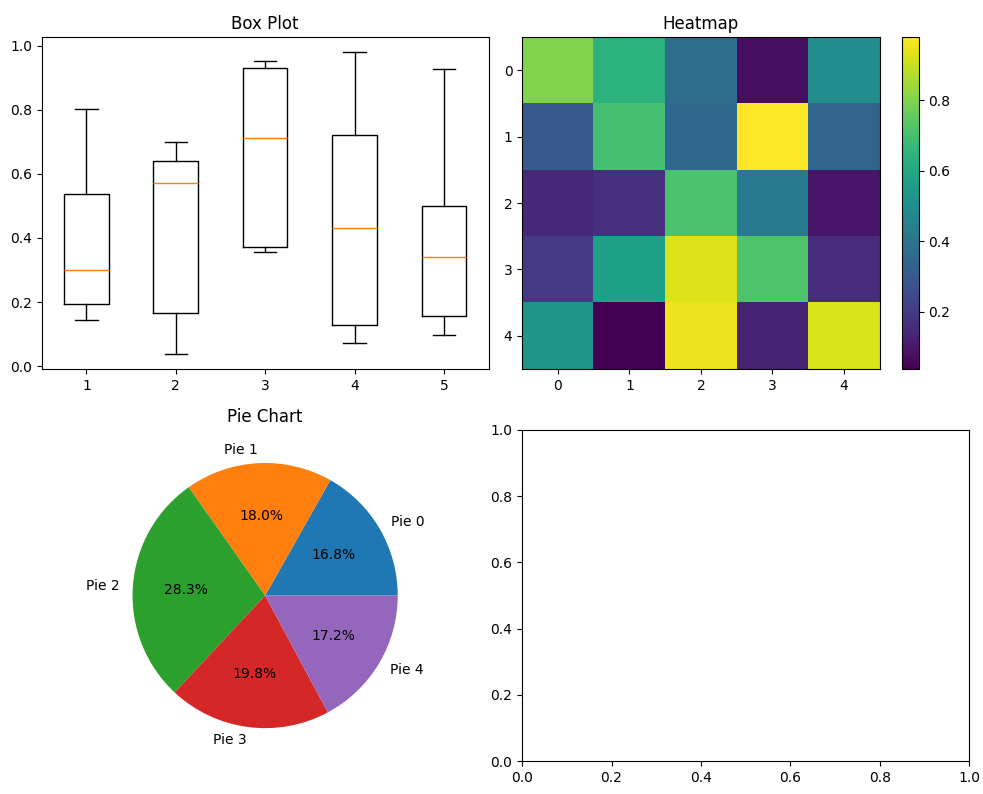 Box Plot
1.0
0.8
0.6
0.4
0.2
0.0
1 2 3 4 5
Heatmap
0
1
2
3
4
0 1 2 3 4
0.8
0.6
0.4
0.2
Pie Chart
Pie 1
Pie 0
18.0%
16.8%
Pie 2
28.3%
17.2%
19.8%
Pie 4
Pie 3
1.0
0.8
0.6
0.4
0.2
0.0
0.0 0.2 0.4 0.6 0.8 1.0